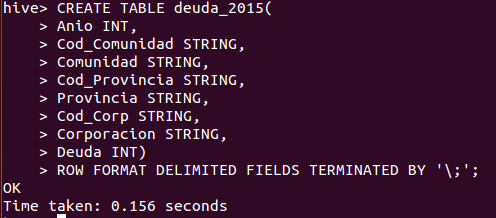 hive> CREATE TABLE deuda_2015(
    > Anio INT,
    > Cod_Comunidad STRING,
    > Comunidad STRING,
    > Cod_Provincia STRING,
    > Provincia STRING,
    > Cod_Corp STRING,
    > Corporacion STRING,
    > Deuda INT)
    > ROW FORMAT DELIMITED FIELDS TERMINATED BY '\;';
OK
Time taken: 0.156 seconds